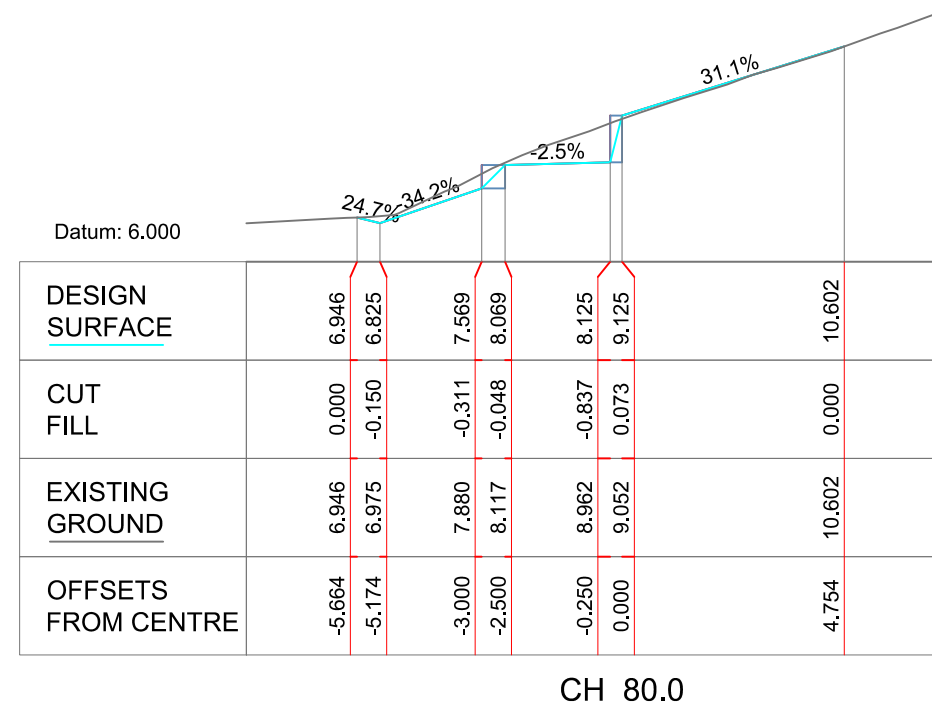 31.1%
-2.5%
-34.2%
24.7%
Datum: 6.000
DESIGN
SURFACE
6.946 6.825 7.569 8.069 8.125 9.125 10.602
CUT
FILL
0.000 -0.150 -0.311 -0.048 -0.837 0.073 0.000
EXISTING
GROUND
6.946 6.975 7.880 8.117 8.962 9.052 10.602
OFFSETS
FROM CENTRE
-5.664 -5.174 -3.000 -2.500 -0.250 0.000 4.754
CH 80.0